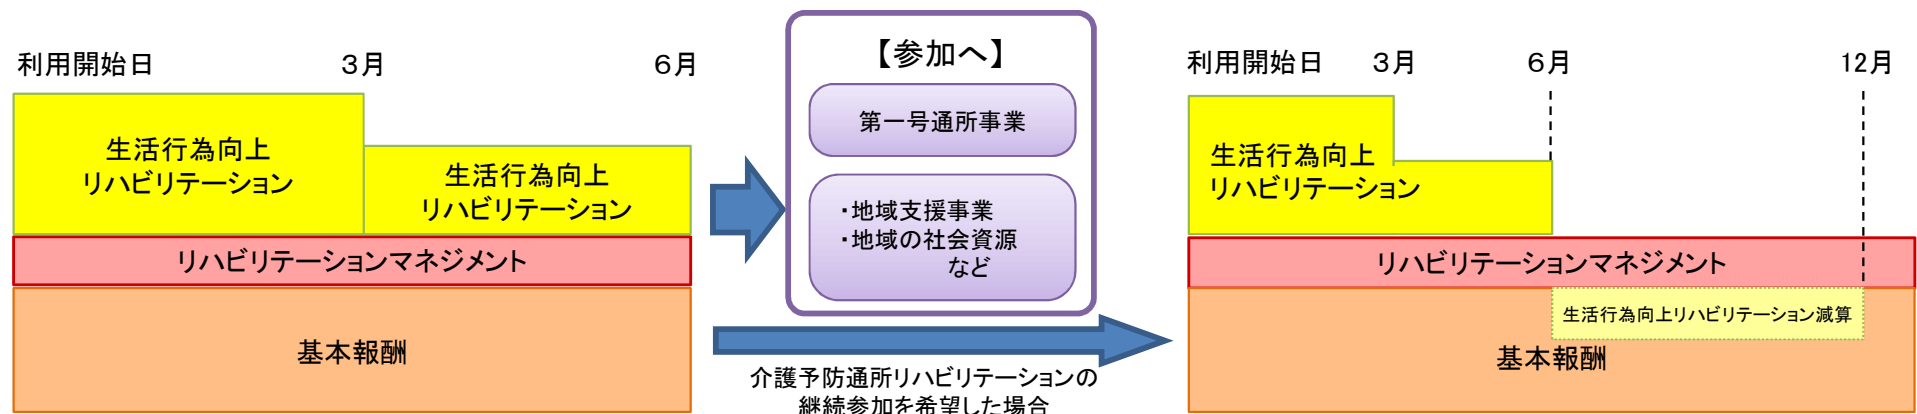 利用開始日
3月
6月
生活行為向上
リハビリテーション
生活行為向上
リハビリテーション
リハビリテーションマネジメント
基本報酬
【参加へ】
第一号通所事業
・地域支援事業
・地域の社会資源
など
介護予防通所リハビリテーションの
継続参加を希望した場合
利用開始日
3月
6月
12月
生活行為向上
リハビリテーション
リハビリテーションマネジメント
生活行為向上リハビリテーション減算
基本報酬